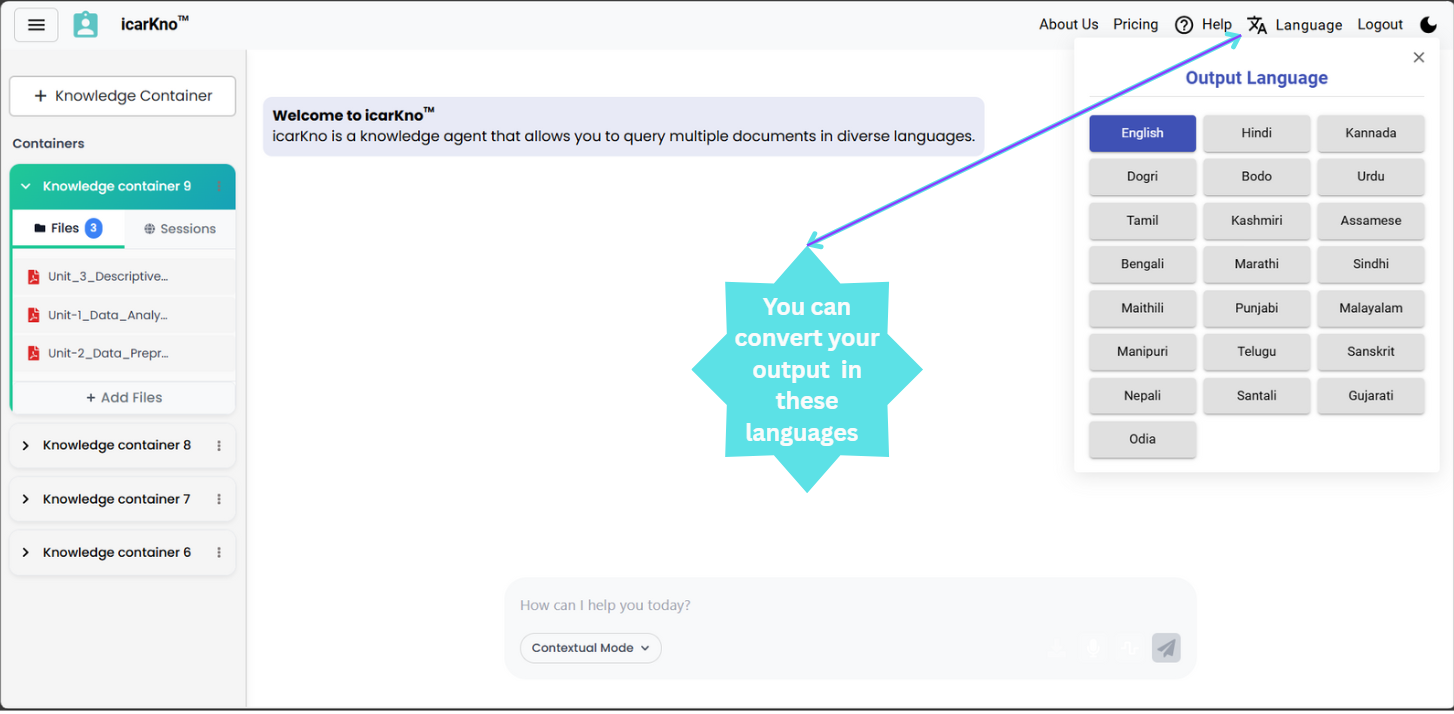 icarKno™
About Us
Pricing
Help
Language
Logout
+ Knowledge Container
Containers
Knowledge container 9
Files 3
Sessions
Unit_3_Descriptive...
Unit-1_Data_Analy...
Unit-2_Data_Prepr...
+ Add Files
Knowledge container 8
Knowledge container 7
Knowledge container 6
Welcome to icarKno™
icarKno is a knowledge agent that allows you to query multiple documents in diverse languages.
You can
convert your
output in
these
languages
Output Language
English Hindi Kannada
Dogri Bodo Urdu
Tamil Kashmiri Assamese
Bengali Marathi Sindhi
Maithili Punjabi Malayalam
Manipuri Telugu Sanskrit
Nepali Santali Gujarati
Odia
How can I help you today?
Contextual Mode